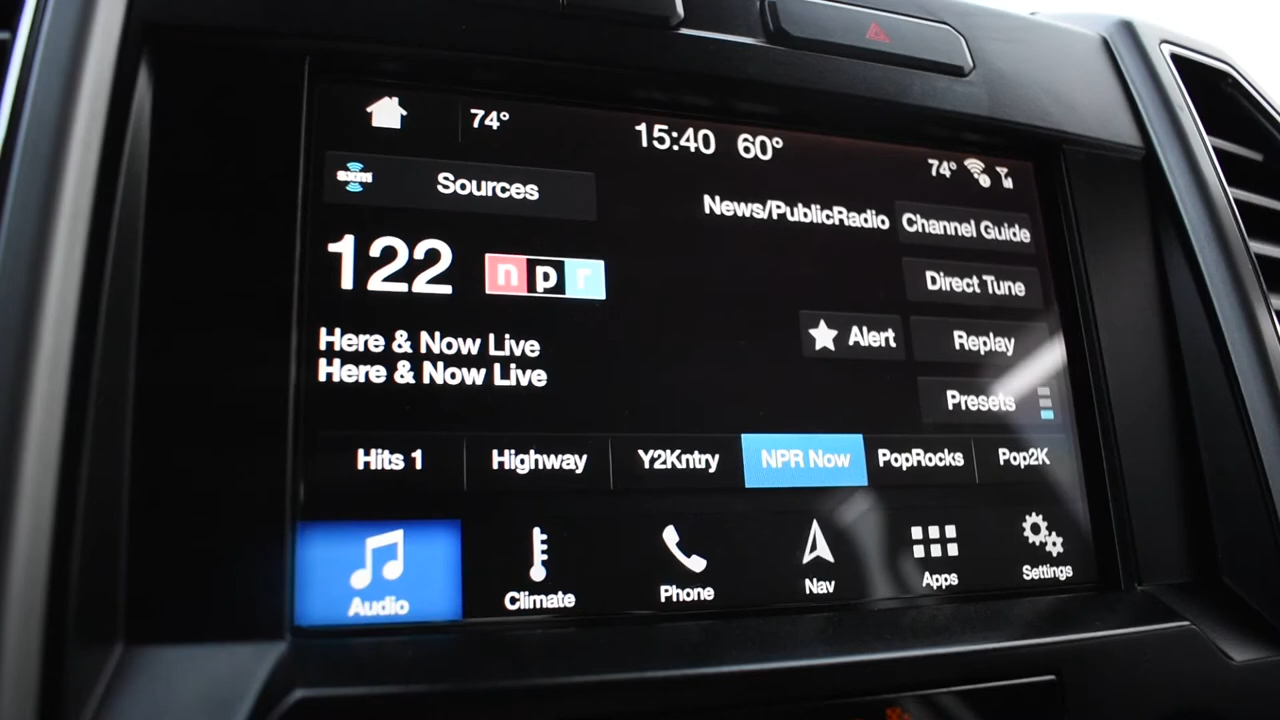 74°
15:40 60°
74°
sxm Sources
News/PublicRadio
Channel Guide
122 npr
Direct Tune
Alert
Replay
Here & Now Live
Here & Now Live
Presets
Hits 1 Highway Y2Kntry NPR Now PopRocks Pop2K
Audio Climate Phone Nav Apps Settings